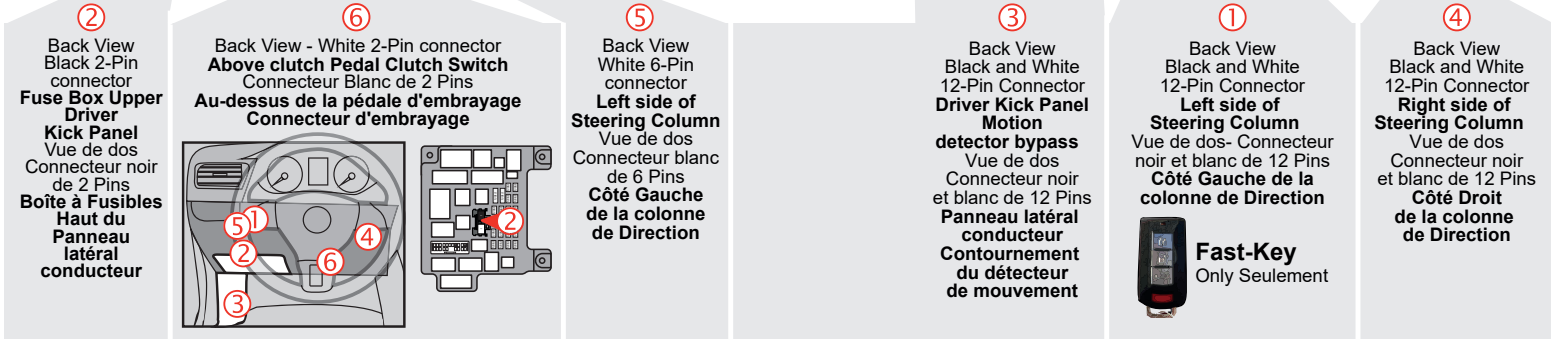 2
Back View
Black 2-Pin
connector
Fuse Box Upper
Driver
Kick Panel
Vue de dos
Connecteur noir
de 2 Pins
Boîte à Fusibles
Haut du
Panneau
latéral
conducteur
6
Back View - White 2-Pin connector
Above clutch Pedal Clutch Switch
Connecteur Blanc de 2 Pins
Au-dessus de la pédale d'embrayage
Connecteur d'embrayage
5
1
4
2
6
3
2
5
Back View
White 6-Pin
connector
Left side of
Steering Column
Vue de dos
Connecteur blanc
de 6 Pins
Côté Gauche
de la colonne
de Direction
3
Back View
Black and White
12-Pin Connector
Driver Kick Panel
Motion
detector bypass
Vue de dos
Connecteur noir
et blanc de 12 Pins
Panneau latéral
conducteur
Contournement
du détecteur
de mouvement
1
Back View
Black and White
12-Pin Connector
Left side of
Steering Column
Vue de dos- Connecteur
noir et blanc de 12 Pins
Côté Gauche de la
colonne de Direction
Fast-Key
Only Seulement
4
Back View
Black and White
12-Pin Connector
Right side of
Steering Column
Vue de dos
Connecteur noir
et blanc de 12 Pins
Côté Droit
de la colonne
de Direction